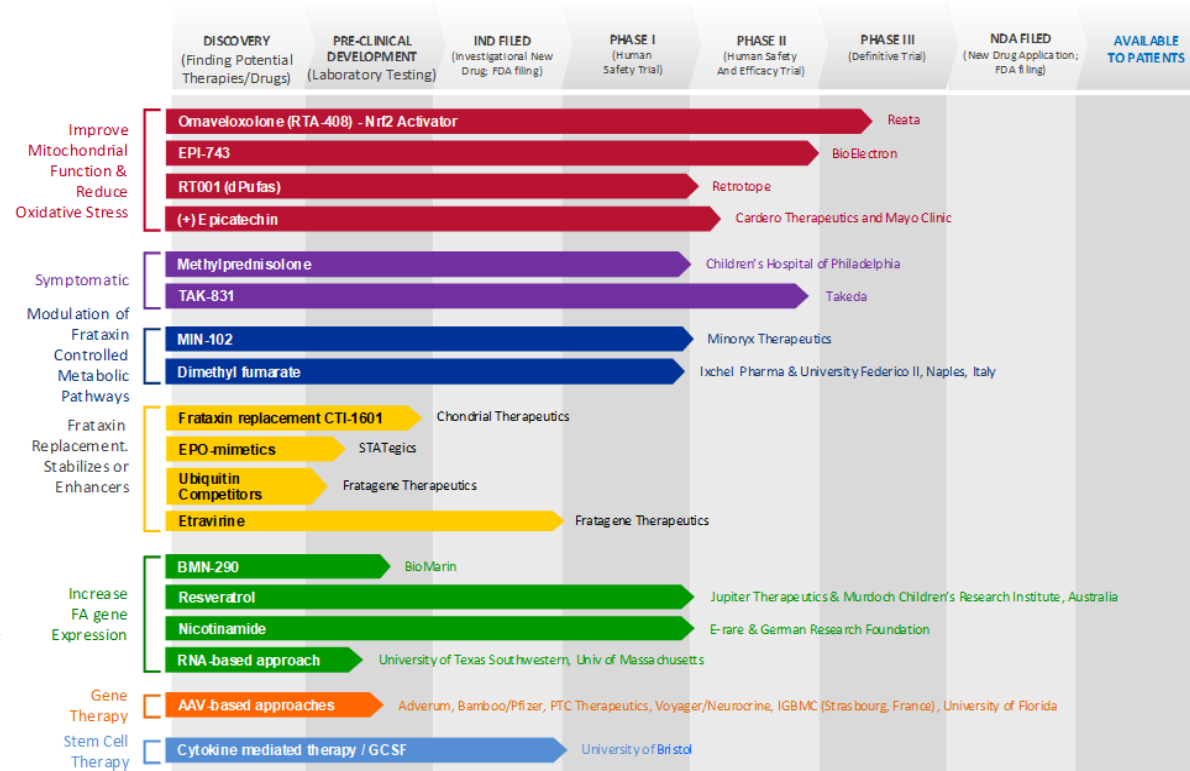 DISCOVERY
(Finding Potential
Therapies/Drugs)
PRE-CLINICAL
DEVELOPMENT
(Laboratory Testing)
IND FILED
(Investigational New
Drug; FDA filing)
PHASE I
(Human
Safety Trial)
PHASE II
(Human Safety
And Efficacy Trial)
PHASE III
(Definitive Trial)
NDA FILED
(New Drug Application;
FDA filing)
AVAILABLE
TO PATIENTS
Improve
Mitochondrial
Function &
Reduce
Oxidative Stress
Omaveloxolone (RTA-408) - Nrf2 Activator
Reata
EPI-743
BioElectron
RT001 (dPufas)
Retrotope
(+) Epicatechin
Cardero Therapeutics and Mayo Clinic
Symptomatic
Methylprednisolone
Children's Hospital of Philadelphia
TAK-831
Takeda
Modulation of
Frataxin
Controlled
Metabolic
Pathways
MIN-102
Minoryx Therapeutics
Dimethyl fumarate
Ixchel Pharma & University Federico II, Naples, Italy
Frataxin
Replacement.
Stabilizes or
Enhancers
Frataxin replacement CTI-1601
Chondrial Therapeutics
EPO-mimetics
STATegics
Ubiquitin
Competitors
Fratagene Therapeutics
Etravirine
Fratagene Therapeutics
Increase
FA gene
Expression
BMN-290
BioMarin
Resveratrol
Jupiter Therapeutics & Murdoch Children's Research Institute, Australia
Nicotinamide
E-rare & German Research Foundation
RNA-based approach
University of Texas Southwestern, Univ of Massachusetts
Gene
Therapy
AAV-based approaches
Adverum, Bamboo/Pfizer, PTC Therapeutics, Voyager/Neurocrine, IGBMC (Strasbourg, France), University of Florida
Stem Cell
Therapy
Cytokine mediated therapy / GCSF
University of Bristol